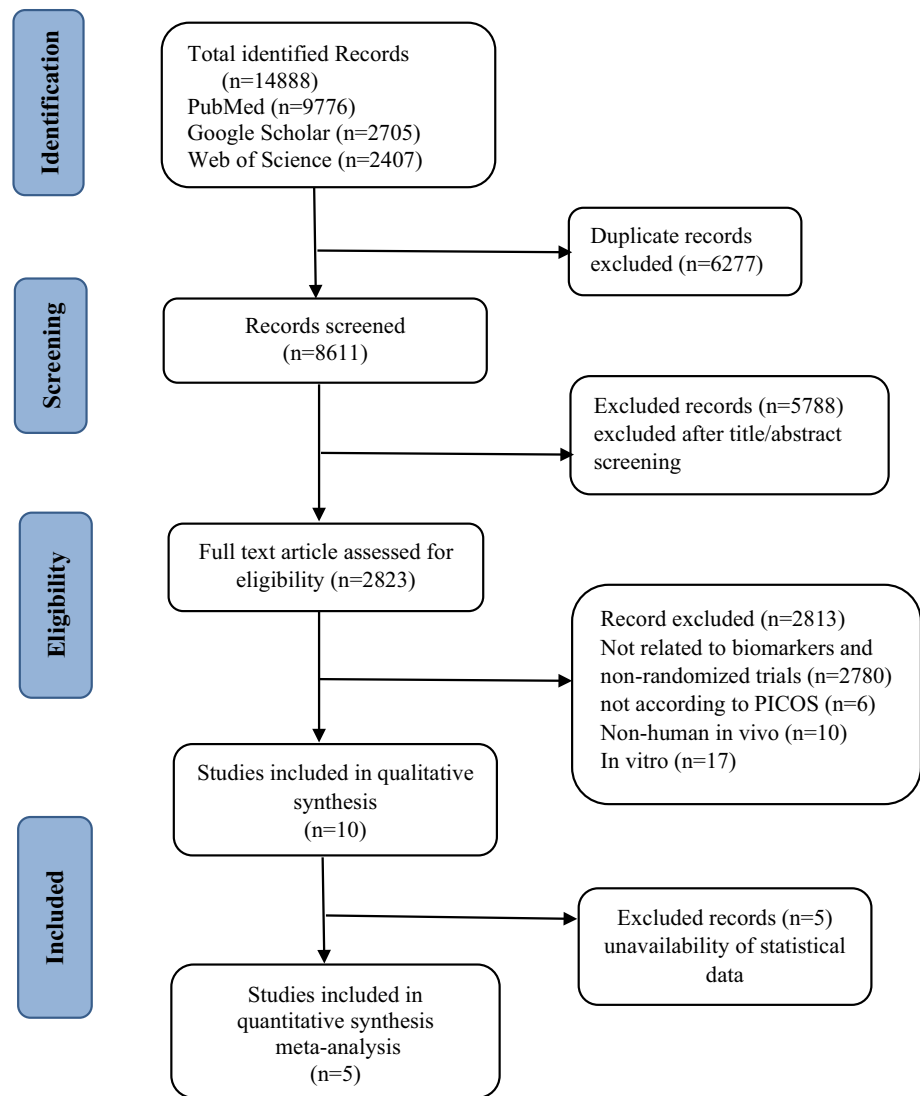 Identification
Total identified Records
(n=14888)
PubMed (n=9776)
Google Scholar (n=2705)
Web of Science (n=2407)
Duplicate records
excluded (n=6277)
Screening
Records screened
(n=8611)
Excluded records (n=5788)
excluded after title/abstract
screening
Eligibility
Full text article assessed for
eligibility (n=2823)
Record excluded (n=2813)
Not related to biomarkers and
non-randomized trials (n=2780)
not according to PICOS (n=6)
Non-human in vivo (n=10)
In vitro (n=17)
Studies included in qualitative
synthesis
(n=10)
Included
Excluded records (n=5)
unavailability of statistical
data
Studies included in
quantitative synthesis
meta-analysis
(n=5)